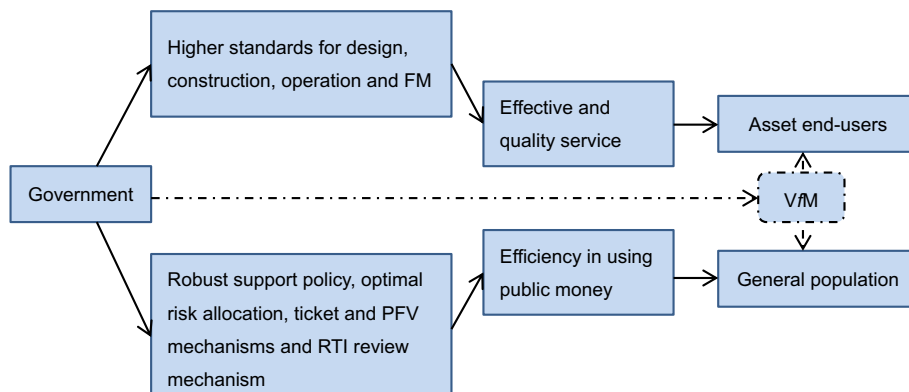 Higher standards for design,
construction, operation and FM
Effective and
quality service
Asset end-users
Government
VfM
Robust support policy, optimal
risk allocation, ticket and PFV
mechanisms and RTI review
mechanism
Efficiency in using
public money
General population